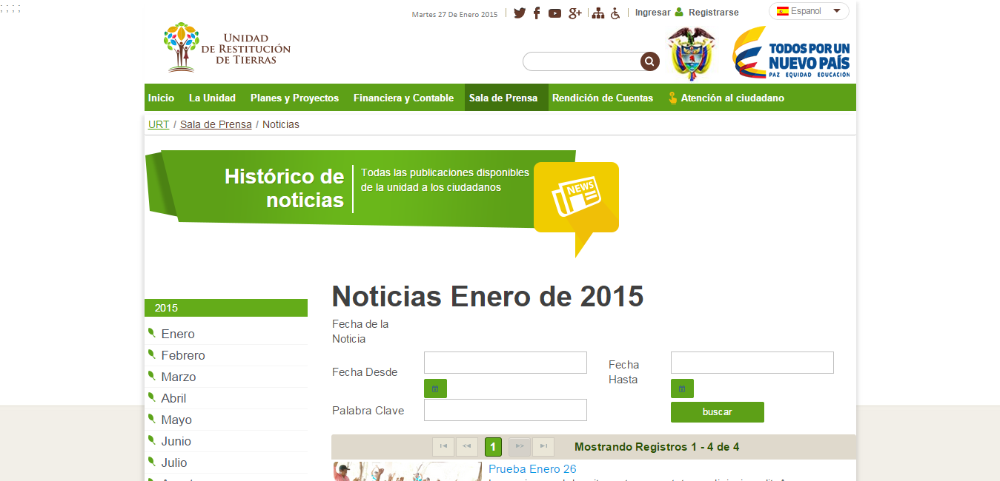 ; ; ; ;
Martes 27 De Enero 2015
Ingresar
Registrarse
Espanol
UNIDAD
DE RESTITUCIÓN
DE TIERRAS
TODOS POR UN
NUEVO PAÍS
PAZ EQUIDAD EDUCACIÓN
Inicio La Unidad Planes y Proyectos Financiera y Contable Sala de Prensa Rendición de Cuentas Atención al ciudadano
URT / Sala de Prensa / Noticias
Histórico de
noticias
Todas las publicaciones disponibles
de la unidad a los ciudadanos
NEWS
2015
Enero
Febrero
Marzo
Abril
Mayo
Junio
Julio
Noticias Enero de 2015
Fecha de la
Noticia
Fecha Desde
Fecha
Hasta
Palabra Clave
buscar
1
Mostrando Registros 1 - 4 de 4
Prueba Enero 26